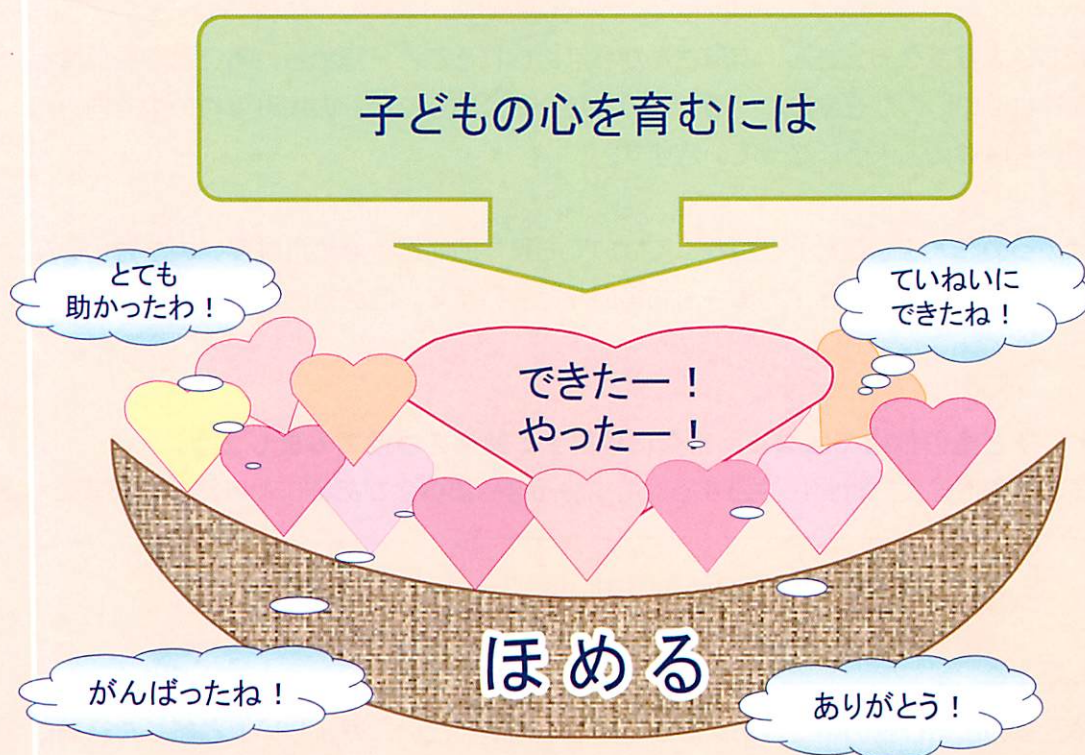 子どもの心を育むには
とても
助かったわ！
ていねいに
できたね！
できたー！
やったー！
ほめる
がんばったね！
ありがとう！